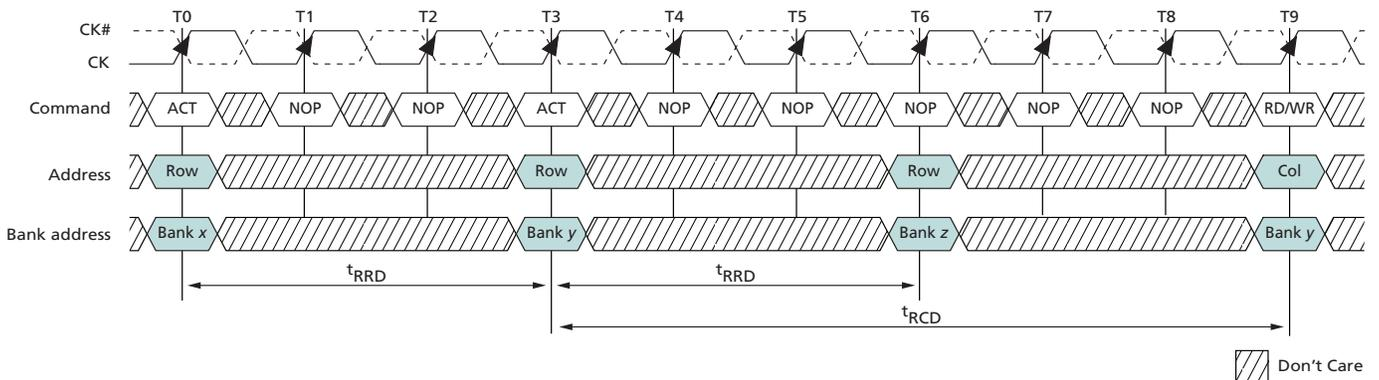 T0 T1 T2 T3 T4 T5 T6 T7 T8 T9
CK#
CK
Command ACT NOP NOP ACT NOP NOP NOP NOP NOP RD/WR
Address Row Row Row Col
Bank address Bank x Bank y Bank z Bank y
tRRD tRRD
tRCD
Don't Care